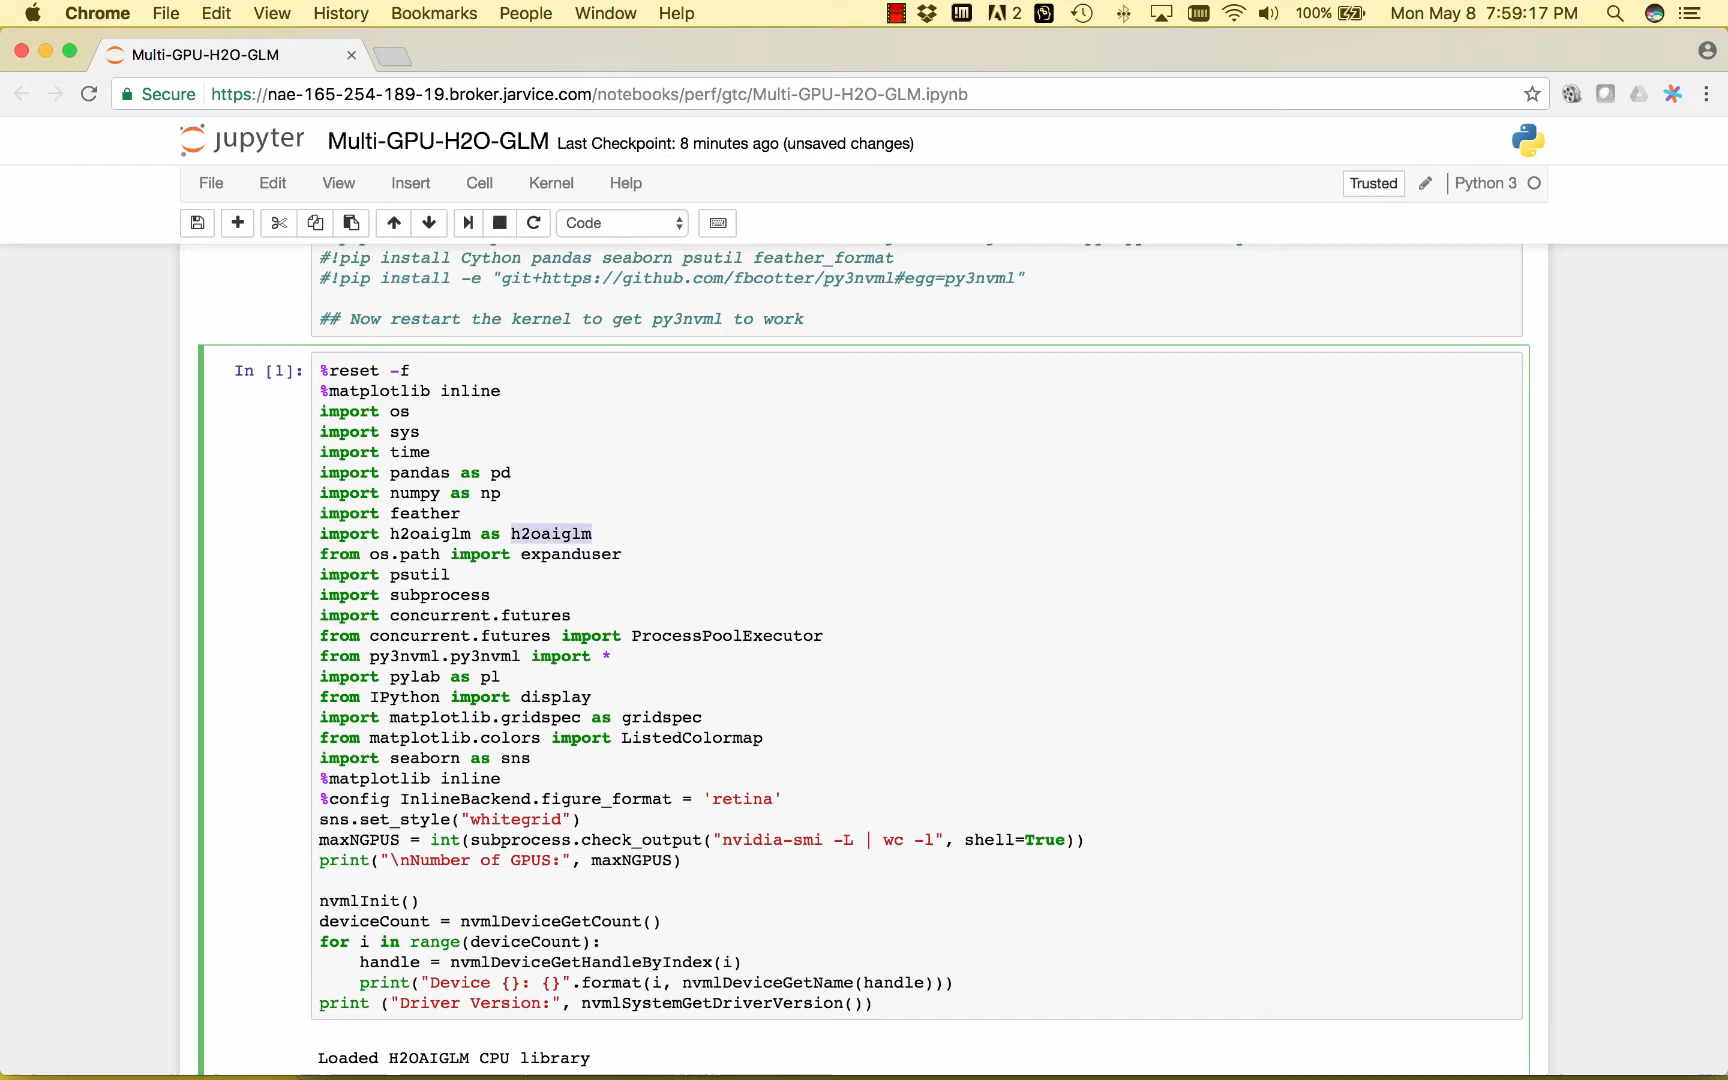 Chrome File Edit View History Bookmarks People Window Help 2 100% Mon May 8 7:59:17 PM
Multi-GPU-H2O-GLM
Secure https://nae-165-254-189-19.broker.jarvice.com/notebooks/perf/gtc/Multi-GPU-H2O-GLM.ipynb
jupyter Multi-GPU-H2O-GLM Last Checkpoint: 8 minutes ago (unsaved changes)
File Edit View Insert Cell Kernel Help Trusted Python 3
Code
#!pip install Cython pandas seaborn psutil feather_format
#!pip install -e "git+https://github.com/fbcotter/py3nvml#egg=py3nvml"
## Now restart the kernel to get py3nvml to work
In [1]: %reset -f
%matplotlib inline
import os
import sys
import time
import pandas as pd
import numpy as np
import feather
import h2oaiglm as h2oaiglm
from os.path import expanduser
import psutil
import subprocess
import concurrent.futures
from concurrent.futures import ProcessPoolExecutor
from py3nvml.py3nvml import *
import pylab as pl
from IPython import display
import matplotlib.gridspec as gridspec
from matplotlib.colors import ListedColormap
import seaborn as sns
%matplotlib inline
%config InlineBackend.figure_format = 'retina'
sns.set_style("whitegrid")
maxNGPUS = int(subprocess.check_output("nvidia-smi -L | wc -l", shell=True))
print("\nNumber of GPUS:", maxNGPUS)
nvmlInit()
deviceCount = nvmlDeviceGetCount()
for i in range(deviceCount):
    handle = nvmlDeviceGetHandleByIndex(i)
    print("Device {}: {}".format(i, nvmlDeviceGetName(handle)))
print ("Driver Version:", nvmlSystemGetDriverVersion())
Loaded H2OAIGLM CPU library